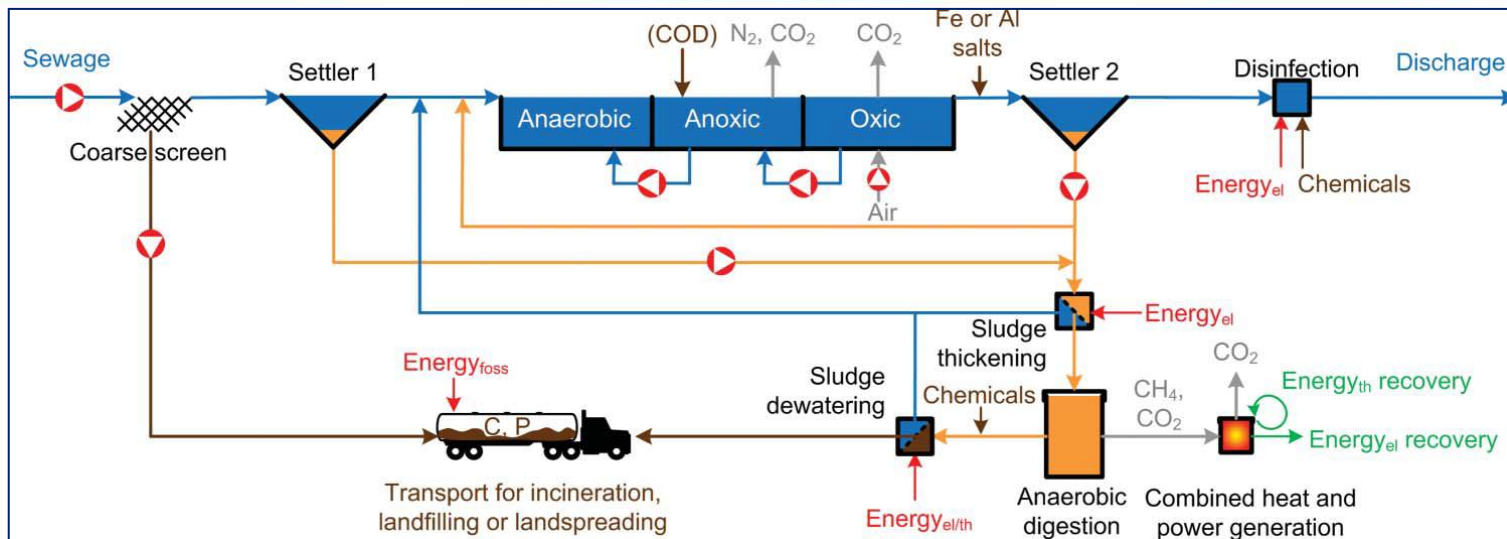 Sewage
Coarse screen
Settler 1
(COD)
N₂, CO₂
CO₂
Fe or Al
salts
Settler 2
Disinfection
Discharge
Anaerobic
Anoxic
Oxic
Air
Energyel
Chemicals
Energyel
Sludge
thickening
Energyfoss
C, P
Transport for incineration,
landfilling or landspreading
Sludge
dewatering
Chemicals
Energyel/th
Anaerobic
digestion
CH₄,
CO₂
CO₂
Energyth recovery
Energyel recovery
Combined heat and
power generation